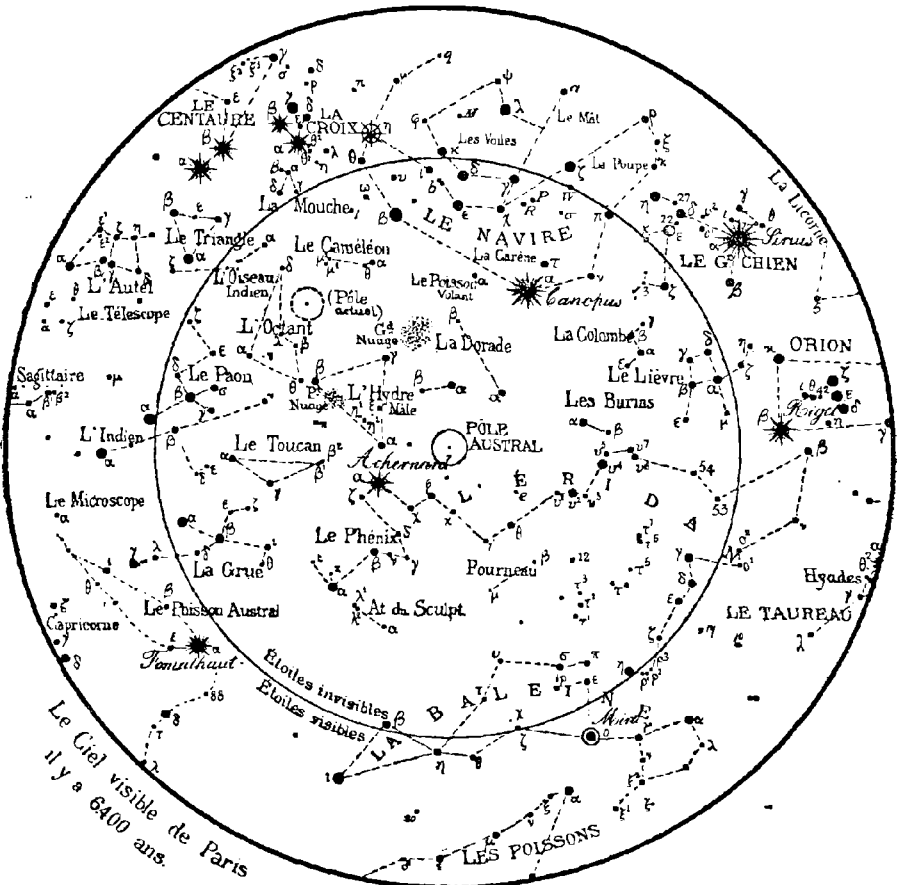 LE CENTAURE
LA CROIX
Les Voiles
Le Mât
La Poupe
La Licorne
La Mouche
LE NAVIRE
La Carène
Sirius
LE Gᵈ CHIEN
Le Triangle
Le Caméléon
L'Oiseau Indien
Le Poisson Volant
Canopus
L'Autel
Le Télescope
(Pôle actuel)
L'Octant
Gᵈ Nuage
La Dorade
La Colombe
ORION
Sagittaire
Le Paon
Pᵗ Nuage
L'Hydre Mâle
Le Lièvre
Les Burins
Rigel
L'Indien
Le Toucan
PÔLE AUSTRAL
Achernard
L'ÉRIDAN
Le Microscope
Le Phénix
La Grue
Fourneau
Hyades
LE TAUREAU
Capricorne
Le Poisson Austral
At du Sculpt.
Fomalhaut
Étoiles invisibles
Étoiles visibles
LA BALEINE
Mira
LES POISSONS
Le Ciel visible de Paris
il y a 6400 ans.